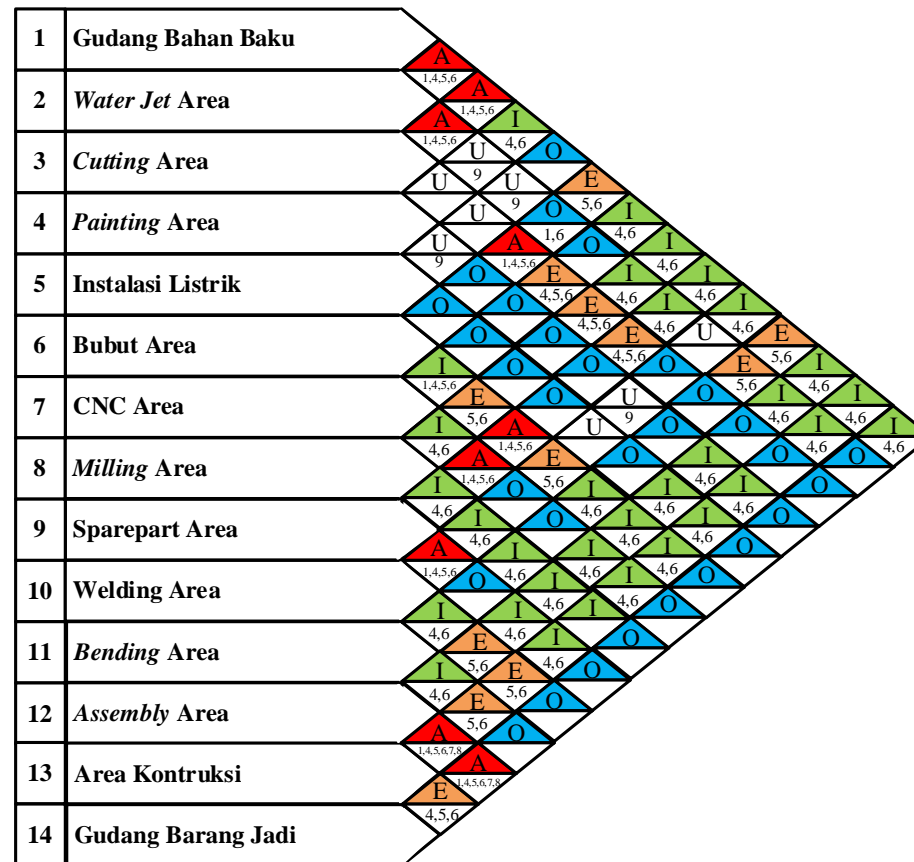 1 Gudang Bahan Baku
A
1,4,5,6
A
2 Water Jet Area
1,4,5,6
A I
1,4,5,6 4,6
U O
3 Cutting Area
9
U U E
9 5,6
U O I
4 Painting Area
1,6 4,6
U A O I
9 1,4,5,6 4,6
O E I I
5 Instalasi Listrik
4,5,6 4,6 4,6
O O E I I
4,5,6 4,6 4,6
O O E U E
6 Bubut Area
4,5,6 5,6
I O O O E I
1,4,5,6 5,6 4,6
E O U O I I
7 CNC Area
5,6 9 4,6 4,6
I A U O O I I
4,6 1,4,5,6 4,6 4,6
A E O I O O
8 Milling Area
1,4,5,6 5,6 4,6
I O I I I O
4,6 4,6 4,6 4,6
I O I I O
9 Sparepart Area
4,6 4,6 4,6
A I I I O
1,4,5,6 4,6 4,6 4,6
O I I O
10 Welding Area
4,6 4,6
I I I O
4,6 4,6
E I O
11 Bending Area
5,6 4,6
I E O
4,6 5,6
E O
12 Assembly Area
5,6
A O
1,4,5,6,7,8
A
13 Area Kontruksi
1,4,5,6,7,8
E
4,5,6
14 Gudang Barang Jadi